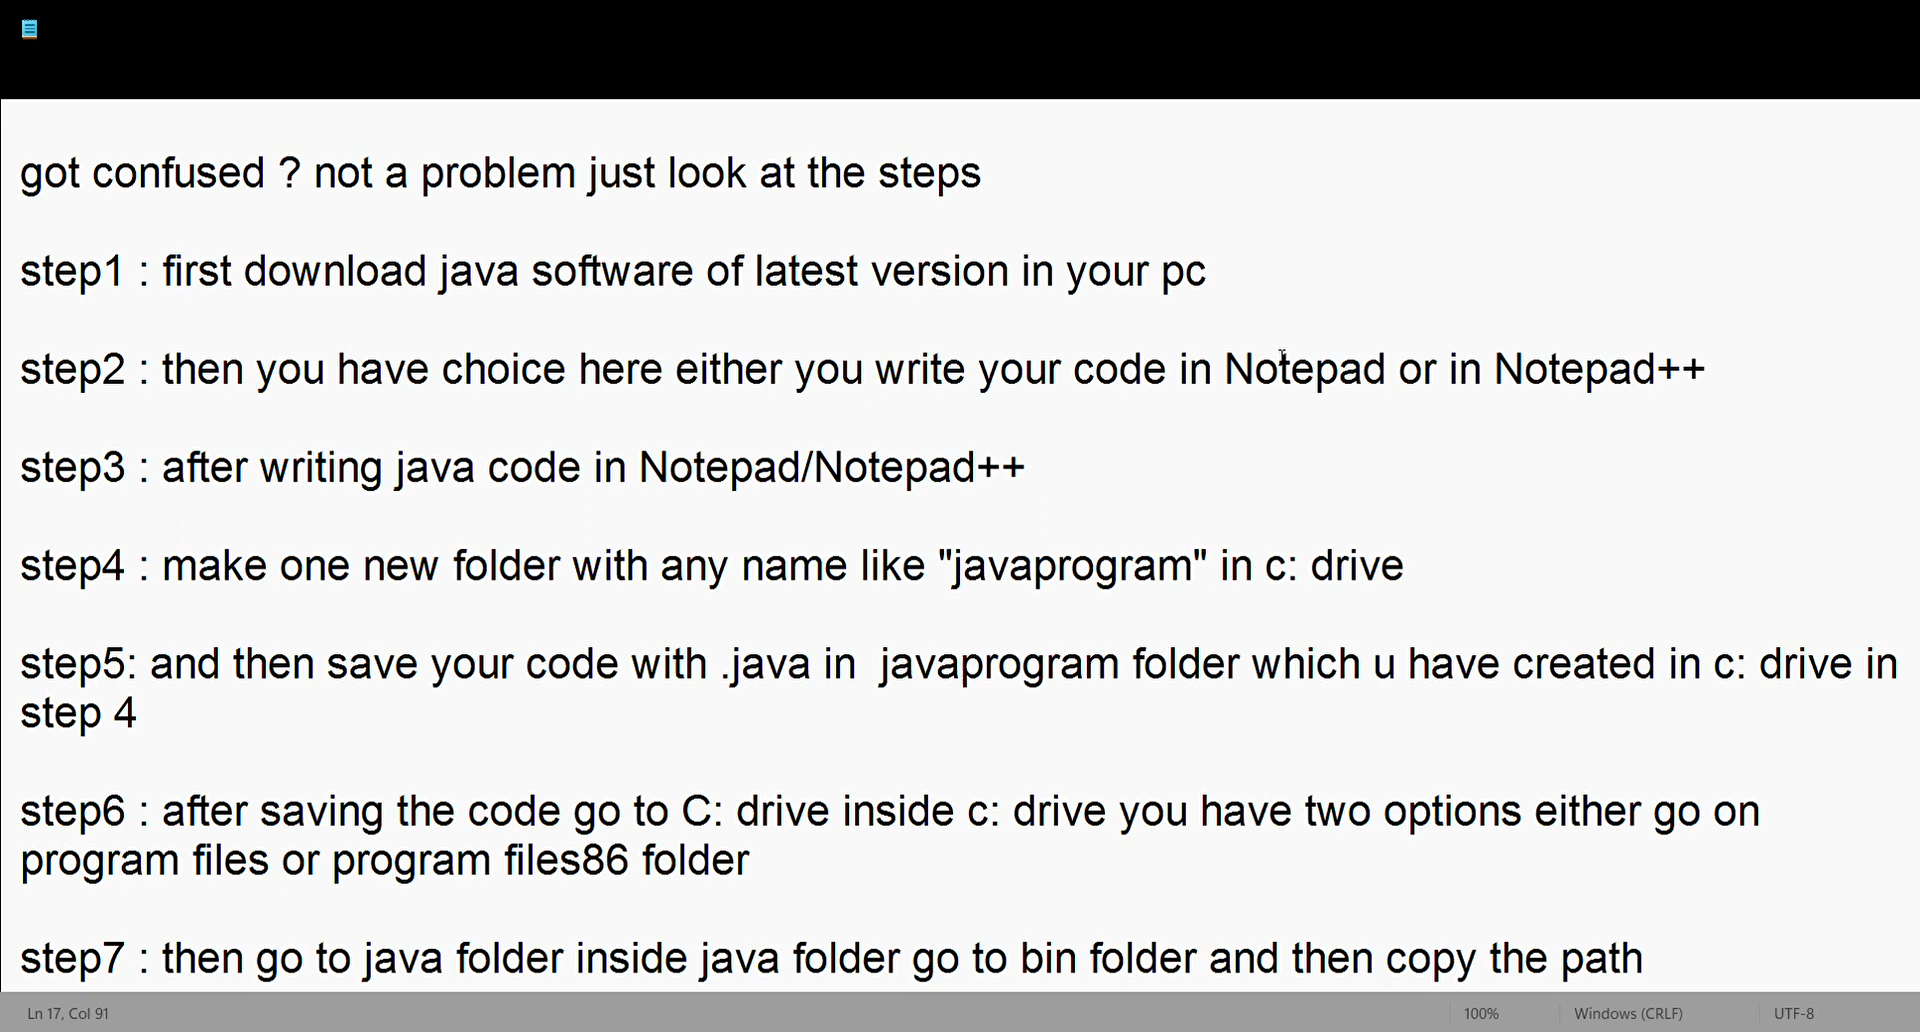 got confused ? not a problem just look at the steps
step1 : first download java software of latest version in your pc
step2 : then you have choice here either you write your code in Notepad or in Notepad++
step3 : after writing java code in Notepad/Notepad++
step4 : make one new folder with any name like "javaprogram" in c: drive
step5: and then save your code with .java in  javaprogram folder which u have created in c: drive in
step 4
step6 : after saving the code go to C: drive inside c: drive you have two options either go on
program files or program files86 folder
step7 : then go to java folder inside java folder go to bin folder and then copy the path
Ln 17, Col 91 100% Windows (CRLF) UTF-8